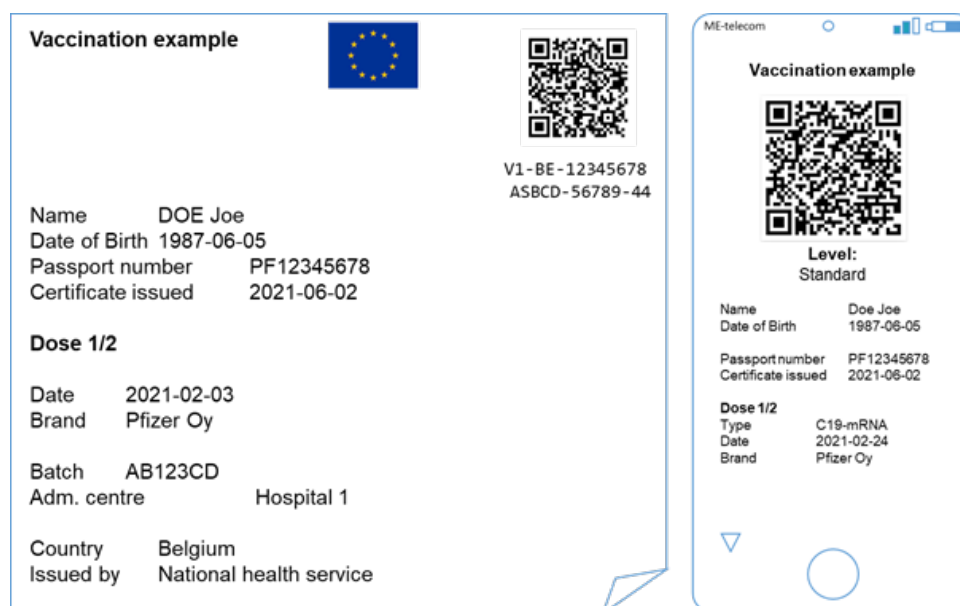 Vaccination example
V1-BE-12345678
ASBCD-56789-44
Name DOE Joe
Date of Birth 1987-06-05
Passport number PF12345678
Certificate issued 2021-06-02
Dose 1/2
Date 2021-02-03
Brand Pfizer Oy
Batch AB123CD
Adm. centre Hospital 1
Country Belgium
Issued by National health service
ME-telecom
Vaccination example
Level:
Standard
Name Doe Joe
Date of Birth 1987-06-05
Passport number PF12345678
Certificate issued 2021-06-02
Dose 1/2
Type C19-mRNA
Date 2021-02-24
Brand Pfizer Oy